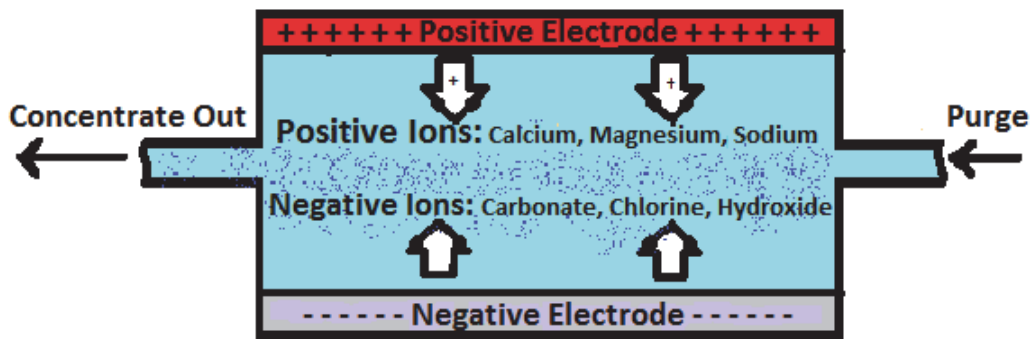 + + + + + + Positive Electrode + + + + + +
+ +
Concentrate Out
Purge
Positive Ions: Calcium, Magnesium, Sodium
Negative Ions: Carbonate, Chlorine, Hydroxide
- - - - - - Negative Electrode - - - - - -